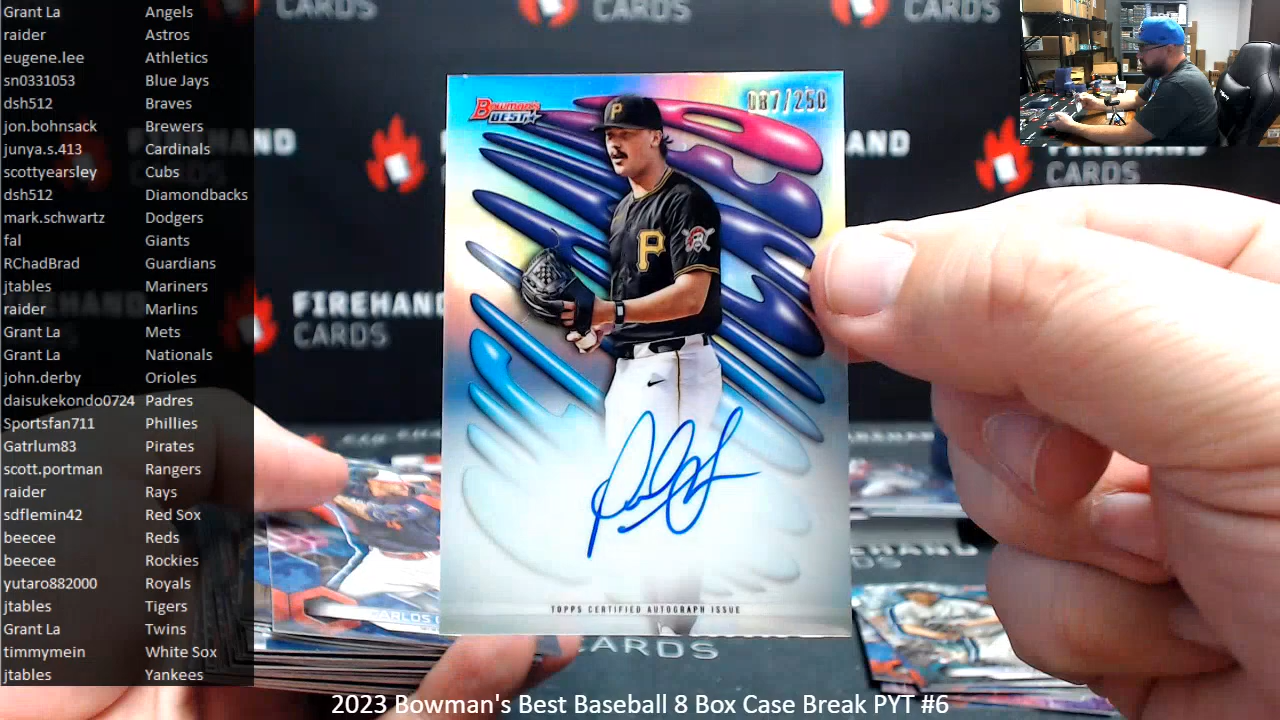 Grant La Angels
raider Astros
eugene.lee Athletics
sn0331053 Blue Jays
dsh512 Braves
jon.bohnsack Brewers
junya.s.413 Cardinals
scottyearsley Cubs
dsh512 Diamondbacks
mark.schwartz Dodgers
fal Giants
RChadBrad Guardians
jtables Mariners
raider Marlins
Grant La Mets
Grant La Nationals
john.derby Orioles
daisukekondo0724 Padres
Sportsfan711 Phillies
Gatrlum83 Pirates
scott.portman Rangers
raider Rays
sdflemin42 Red Sox
beecee Reds
beecee Rockies
yutaro882000 Royals
jtables Tigers
Grant La Twins
timmymein White Sox
jtables Yankees
CARDS
CARDS
CARDS
BOWMAN'S BEST
087/250
P
P
FIREHAND
CARDS
CARDS
TOPPS CERTIFIED AUTOGRAPH ISSUE
CARLOS
CARDS
2023 Bowman's Best Baseball 8 Box Case Break PYT #6